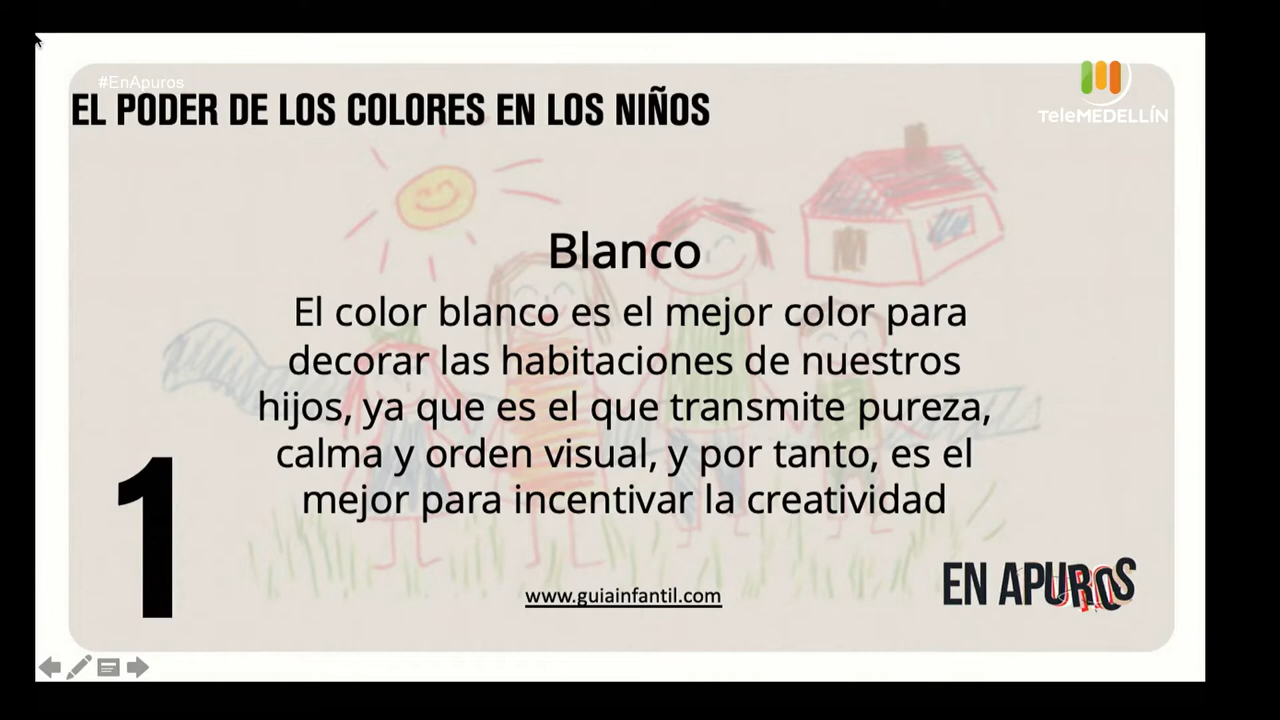 #EnApuros
EL PODER DE LOS COLORES EN LOS NIÑOS
TeleMEDELLÍN
Blanco
El color blanco es el mejor color para
decorar las habitaciones de nuestros
hijos, ya que es el que transmite pureza,
calma y orden visual, y por tanto, es el
mejor para incentivar la creatividad
1
www.guiainfantil.com
EN APUROS